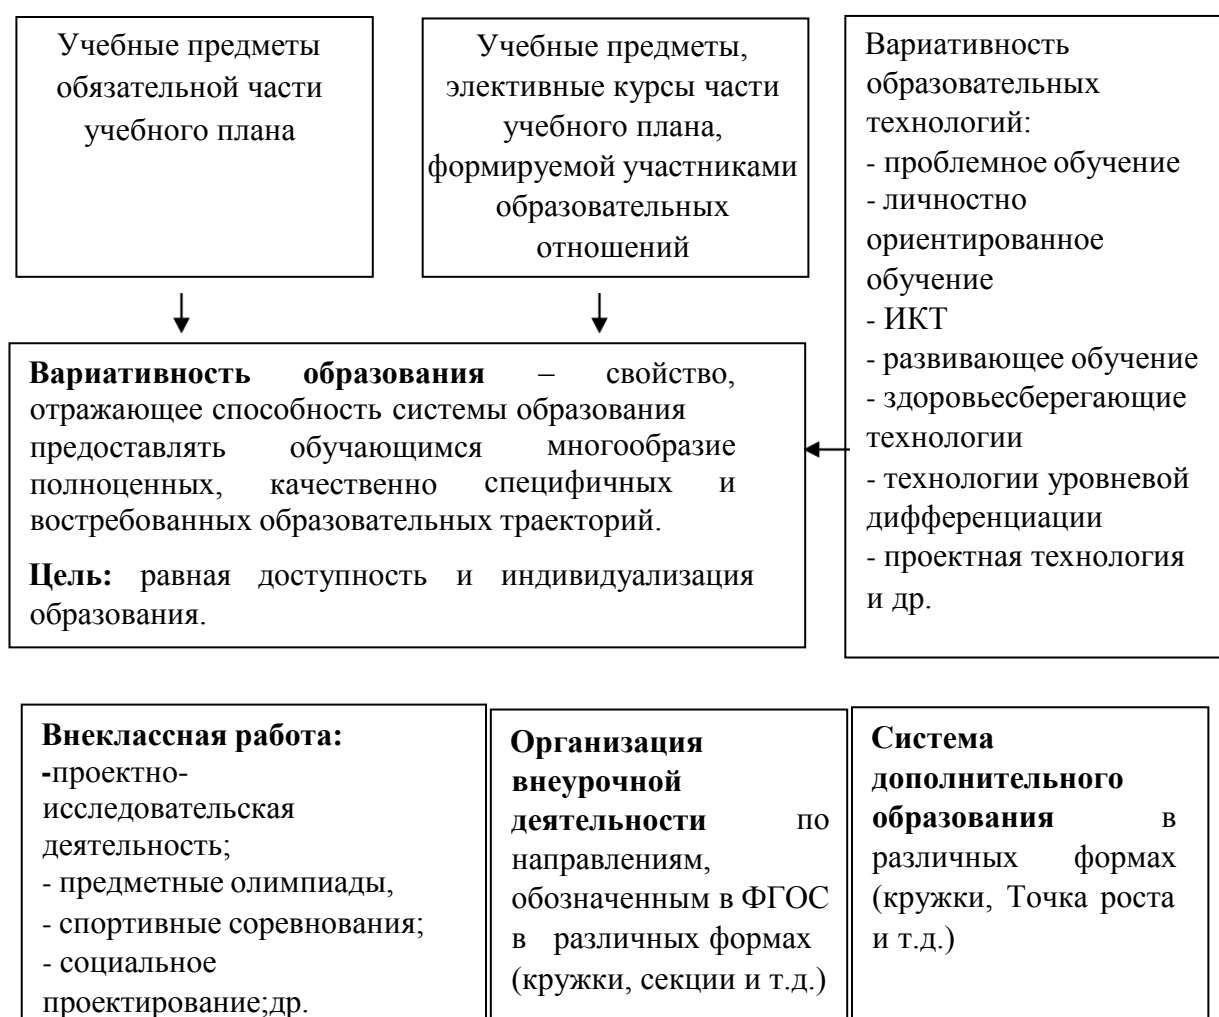 Учебные предметы
обязательной части
учебного плана
Учебные предметы,
элективные курсы части
учебного плана,
формируемой участниками
образовательных
отношений
Вариативность
образовательных
технологий:
- проблемное обучение
- личностно
ориентированное
обучение
- ИКТ
- развивающее обучение
- здоровьесберегающие
технологии
- технологии уровневой
дифференциации
- проектная технология
и др.
Вариативность образования – свойство,
отражающее способность системы образования
предоставлять обучающимся многообразие
полноценных, качественно специфичных и
востребованных образовательных траекторий.
Цель: равная доступность и индивидуализация
образования.
Внеклассная работа:
-проектно-
исследовательская
деятельность;
- предметные олимпиады,
- спортивные соревнования;
- социальное
проектирование;др.
Организация
внеурочной
деятельности по
направлениям,
обозначенным в ФГОС
в различных формах
(кружки, секции и т.д.)
Система
дополнительного
образования в
различных формах
(кружки, Точка роста
и т.д.)